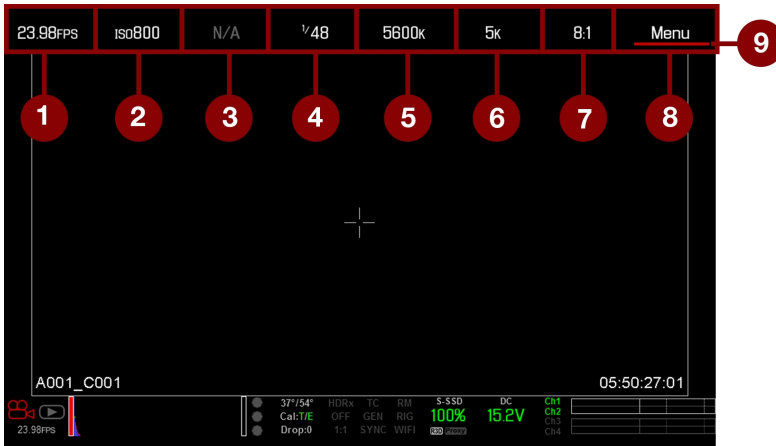 23.98FPS ISO800 N/A 1/48 5600K 5K 8:1 Menu
9
1 2 3 4 5 6 7 8
A001_C001 05:50:27:01
37°/54° HDRx TC RM S-SSD DC Ch1
Cal:T/E OFF GEN RIG 100% 15.2V Ch2
23.98FPS Drop:0 1:1 SYNC WIFI R3D Proxy Ch3
Ch4